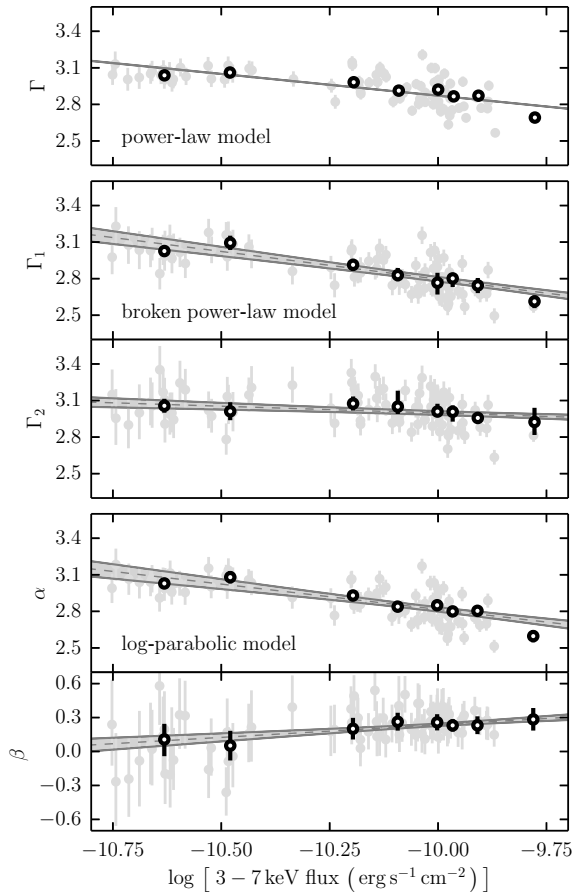 3.4
3.1
2.8
2.5
Γ
power-law model
3.4
3.1
2.8
2.5
Γ₁
broken power-law model
3.4
3.1
2.8
2.5
Γ₂
3.4
3.1
2.8
2.5
α
log-parabolic model
0.6
0.3
0.0
−0.3
−0.6
β
−10.75 −10.50 −10.25 −10.00 −9.75
log [ 3 − 7 keV flux ( erg s⁻¹ cm⁻² ) ]